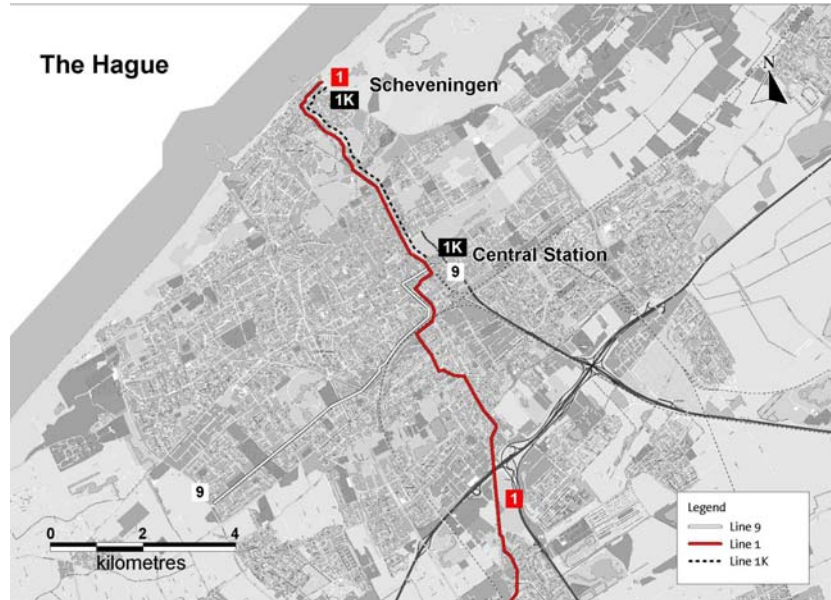 The Hague
1
Scheveningen
1K
N
1K
Central Station
9
9
1
0 2 4
kilometres
Legend
Line 9
Line 1
Line 1K